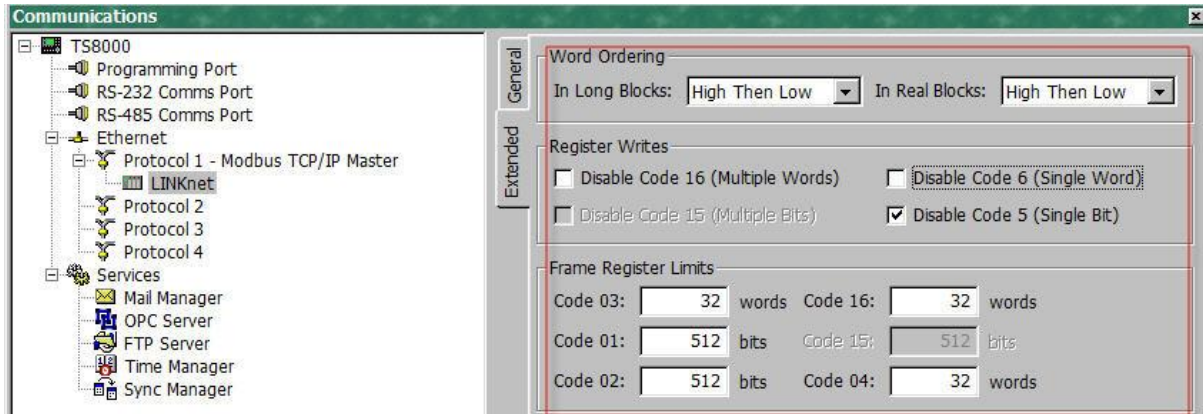 Communications
TS8000
Programming Port
RS-232 Comms Port
RS-485 Comms Port
Ethernet
Protocol 1 - Modbus TCP/IP Master
LINKnet
Protocol 2
Protocol 3
Protocol 4
Services
Mail Manager
OPC Server
FTP Server
Time Manager
Sync Manager
General
Extended
Word Ordering
In Long Blocks: High Then Low In Real Blocks: High Then Low
Register Writes
Disable Code 16 (Multiple Words) Disable Code 6 (Single Word)
Disable Code 15 (Multiple Bits) Disable Code 5 (Single Bit)
Frame Register Limits
Code 03: 32 words Code 16: 32 words
Code 01: 512 bits Code 15: 512 bits
Code 02: 512 bits Code 04: 32 words